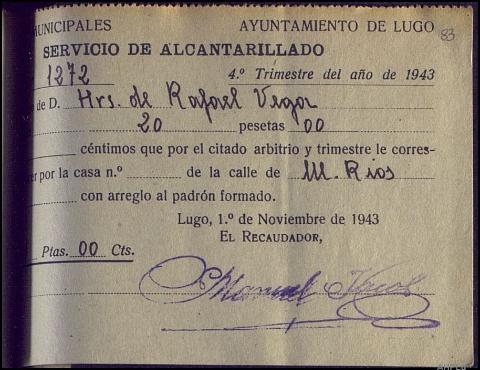 MUNICIPALES AYUNTAMIENTO DE LUGO
83
SERVICIO DE ALCANTARILLADO
1272 4.º Trimestre del año de 1943
de D. Hrs. de Rafael Vega
20 pesetas 00
céntimos que por el citado arbitrio y trimestre le corres-
er por la casa n.º de la calle de M. Rios
con arreglo al padrón formado.
Lugo, 1.º de Noviembre de 1943
EL RECAUDADOR,
Ptas. 00 Cts.
Manuel